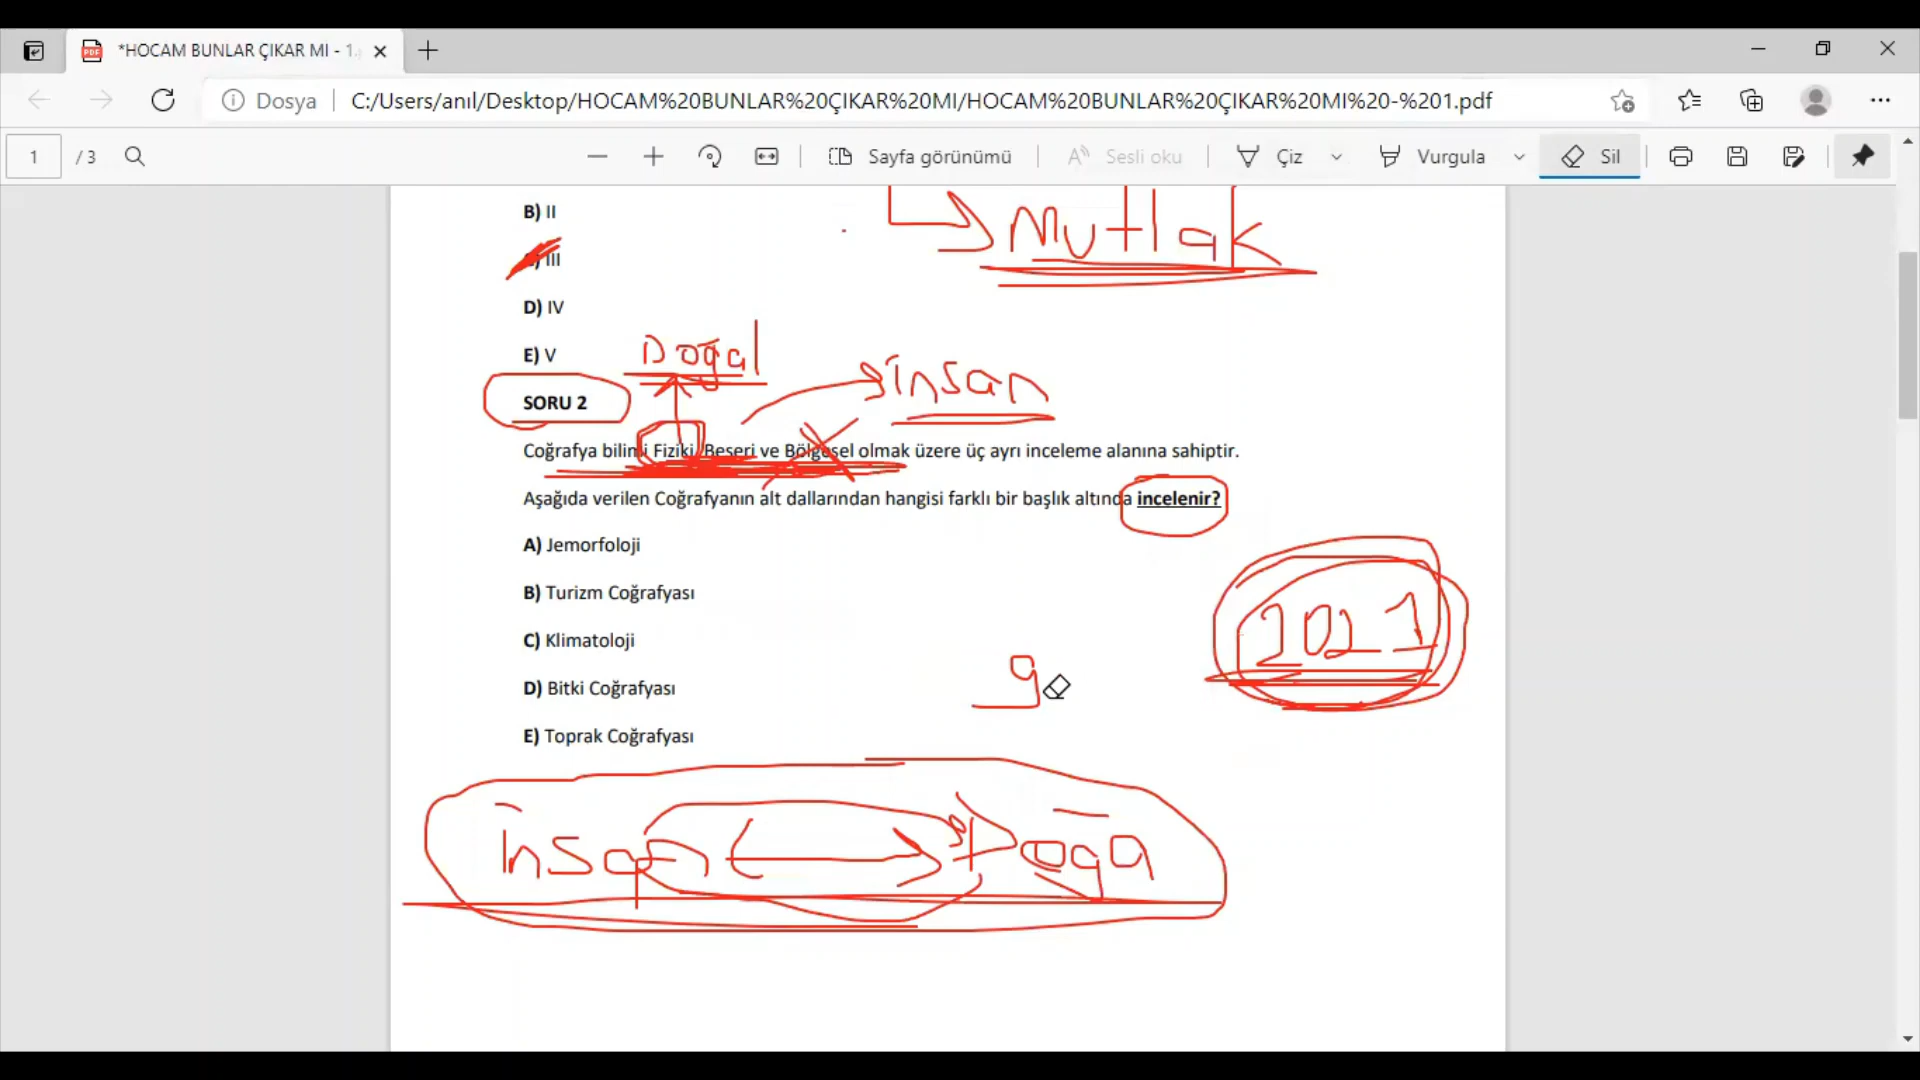 *HOCAM BUNLAR ÇIKAR MI - 1.
Dosya C:/Users/anıl/Desktop/HOCAM%20BUNLAR%20ÇIKAR%20MI/HOCAM%20BUNLAR%20ÇIKAR%20MI%20-%201.pdf
1 / 3 Sayfa görünümü Sesli oku Çiz Vurgula Sil
B) II
Mutlak
III
D) IV
Doğal
E) V
insan
SORU 2
Coğrafya bilimi Fiziki, Beşeri ve Bölgesel olmak üzere üç ayrı inceleme alanına sahiptir.
Aşağıda verilen Coğrafyanın alt dallarından hangisi farklı bir başlık altında incelenir?
A) Jemorfoloji
2021
B) Turizm Coğrafyası
C) Klimatoloji
9
D) Bitki Coğrafyası
E) Toprak Coğrafyası
insan Doğa